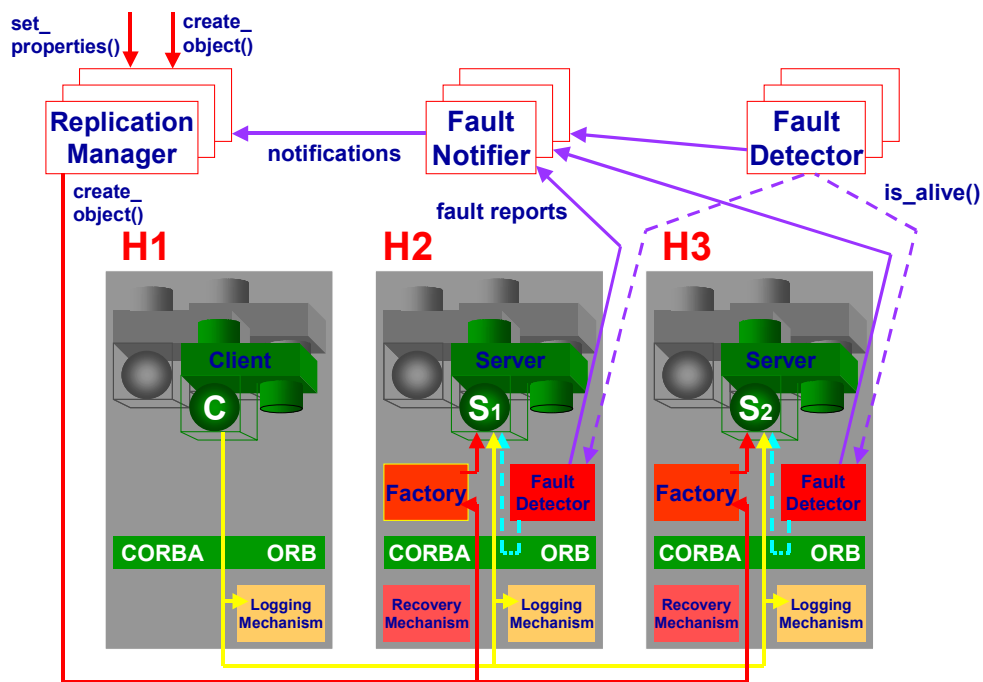 set_
properties()
create_
object()
Replication
Manager
Fault
Notifier
Fault
Detector
notifications
create_
object()
fault reports
is_alive()
H1
H2
H3
Client
Server
Server
C
S1
S2
Factory
Fault
Detector
Factory
Fault
Detector
CORBA ORB
CORBA ORB
CORBA ORB
Logging
Mechanism
Recovery
Mechanism
Logging
Mechanism
Recovery
Mechanism
Logging
Mechanism